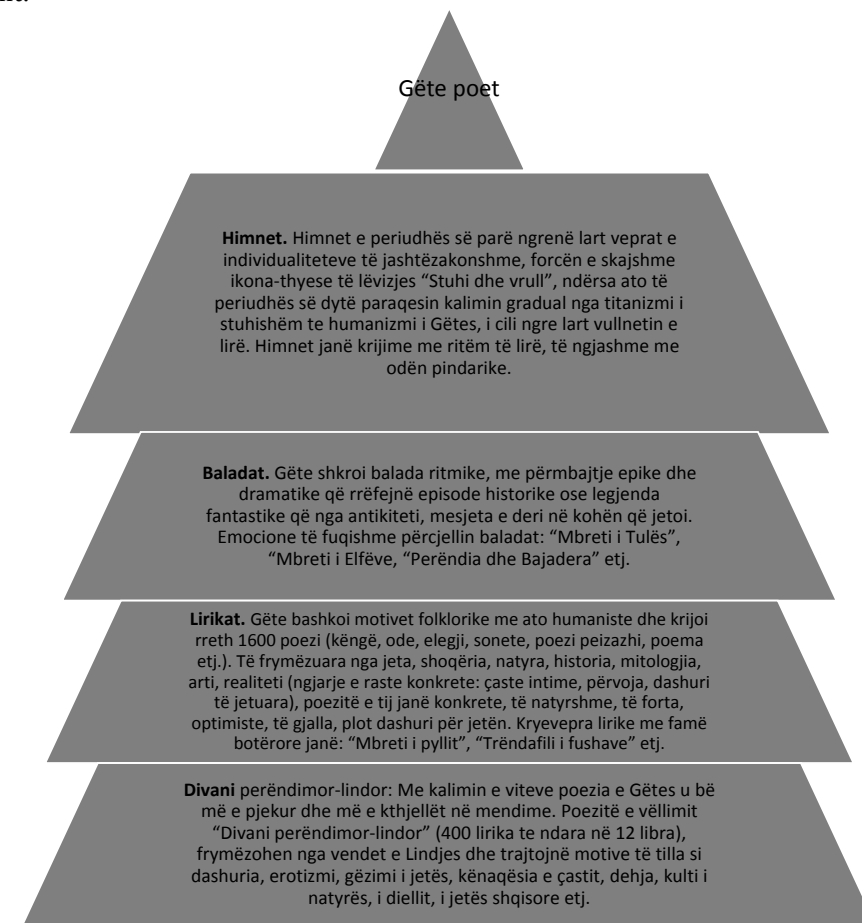 Gëte poet
Himnet. Himnet e periudhës së parë ngrenë lart veprat e
individualiteteve të jashtëzakonshme, forcën e skajshme
ikona-thyese të lëvizjes “Stuhi dhe vrull”, ndërsa ato të
periudhës së dytë paraqesin kalimin gradual nga titanizmi i
stuhishëm te humanizmi i Gëtes, i cili ngre lart vullnetin e
lirë. Himnet janë krijime me ritëm të lirë, të ngjashme me
odën pindarike.
Baladat. Gëte shkroi balada ritmike, me përmbajtje epike dhe
dramatike që rrëfejnë episode historike ose legjenda
fantastike që nga antikiteti, mesjeta e deri në kohën që jetoi.
Emocione të fuqishme përcjellin baladat: “Mbreti i Tulës”,
“Mbreti i Elfëve, “Perëndia dhe Bajadera” etj.
Lirikat. Gëte bashkoi motivet folklorike me ato humaniste dhe krijoi
rreth 1600 poezi (këngë, ode, elegji, sonete, poezi peizazhi, poema
etj.). Të frymëzuara nga jeta, shoqëria, natyra, historia, mitologjia,
arti, realiteti (ngjarje e raste konkrete: çaste intime, përvoja, dashuri
të jetuara), poezitë e tij janë konkrete, të natyrshme, të forta,
optimiste, të gjalla, plot dashuri për jetën. Kryevepra lirike me famë
botërore janë: “Mbreti i pyllit”, “Trëndafili i fushave” etj.
Divani perëndimor-lindor: Me kalimin e viteve poezia e Gëtes u bë
më e pjekur dhe më e kthjellët në mendime. Poezitë e vëllimit
“Divani perëndimor-lindor” (400 lirika te ndara në 12 libra),
frymëzohen nga vendet e Lindjes dhe trajtojnë motive të tilla si
dashuria, erotizmi, gëzimi i jetës, kënaqësia e çastit, dehja, kulti i
natyrës, i diellit, i jetës shqisore etj.